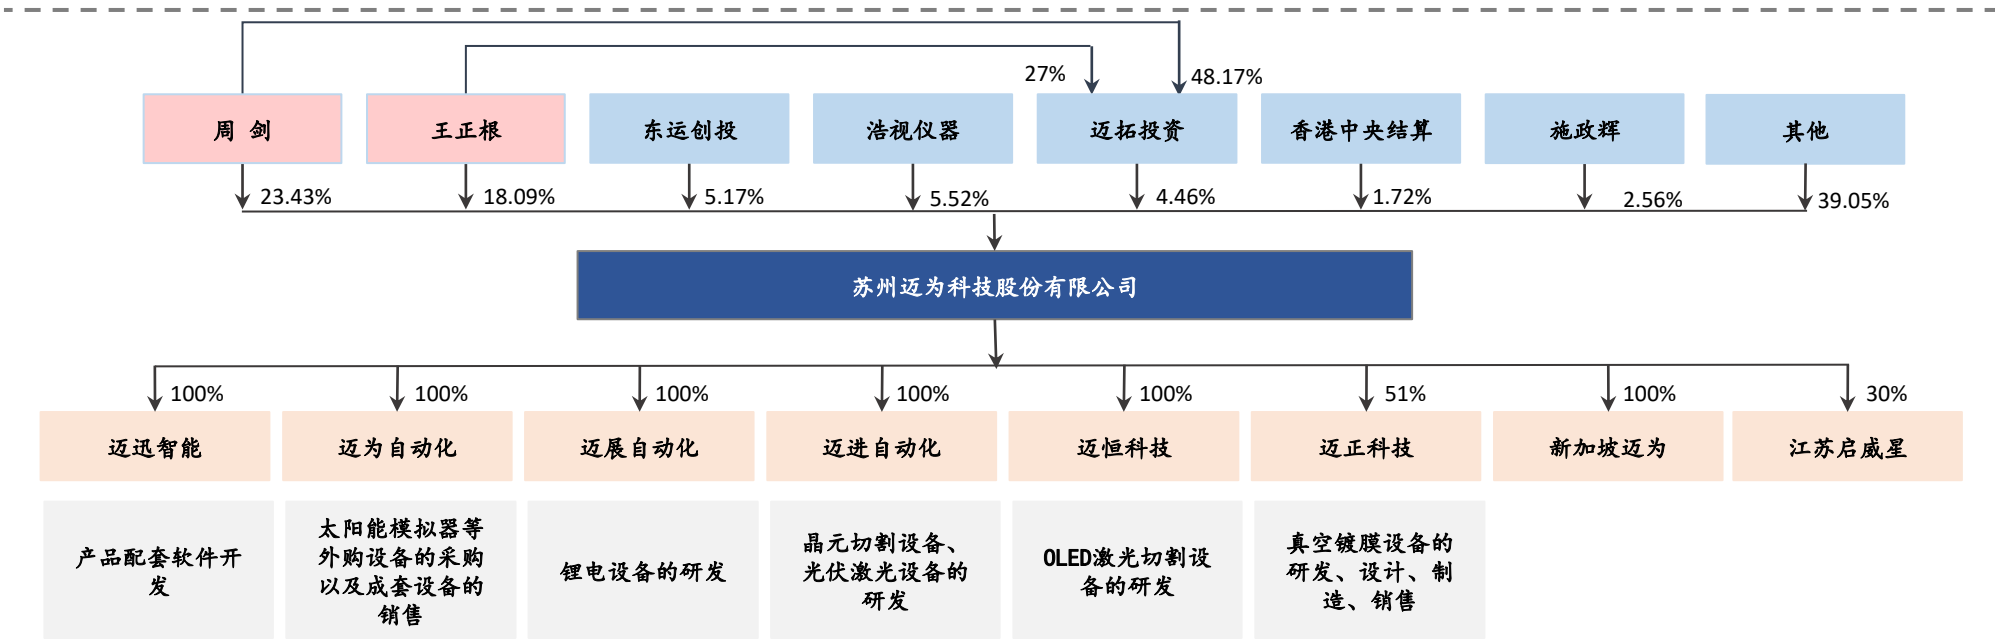 27%
48.17%
周 剑
王正根
东运创投
浩视仪器
迈拓投资
香港中央结算
施政辉
其他
23.43%
18.09%
5.17%
5.52%
4.46%
1.72%
2.56%
39.05%
苏州迈为科技股份有限公司
100%
100%
100%
100%
100%
51%
100%
30%
迈迅智能
迈为自动化
迈展自动化
迈进自动化
迈恒科技
迈正科技
新加坡迈为
江苏启威星
产品配套软件开
发
太阳能模拟器等
外购设备的采购
以及成套设备的
销售
锂电设备的研发
晶元切割设备、
光伏激光设备的
研发
OLED激光切割设
备的研发
真空镀膜设备的
研发、设计、制
造、销售